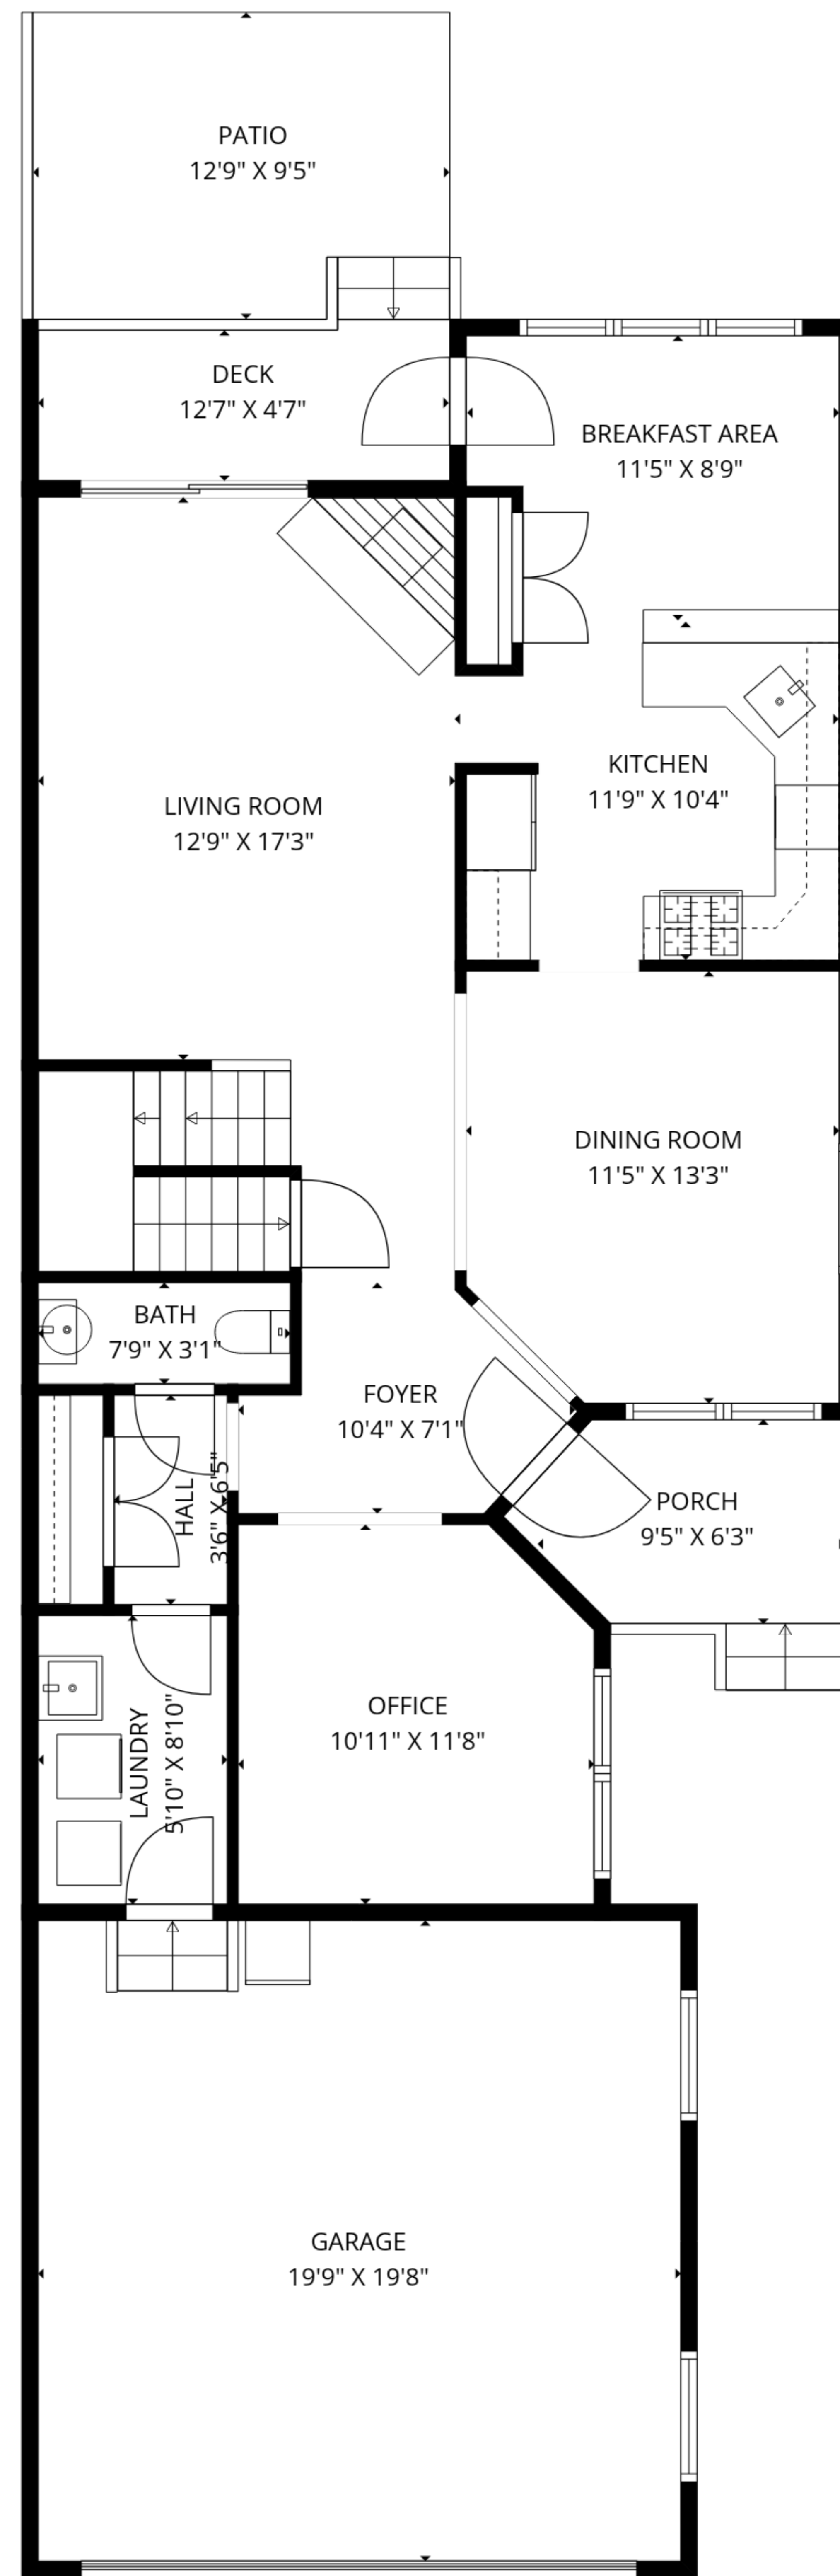 PATIO
12'9" X 9'5"
DECK
12'7" X 4'7"
BREAKFAST AREA
11'5" X 8'9"
KITCHEN
11'9" X 10'4"
LIVING ROOM
12'9" X 17'3"
DINING ROOM
11'5" X 13'3"
BATH
7'9" X 3'1"
FOYER
10'4" X 7'1"
HALL
3'6" X 6'5"
PORCH
9'5" X 6'3"
OFFICE
10'11" X 11'8"
LAUNDRY
5'10" X 8'10"
GARAGE
19'9" X 19'8"